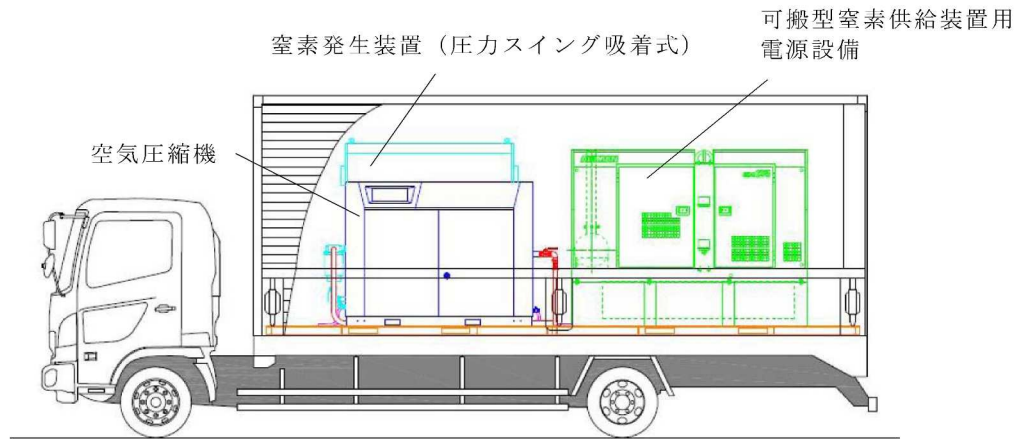 可搬型窒素供給装置用
電源設備
窒素発生装置（圧力スイング吸着式）
空気圧縮機